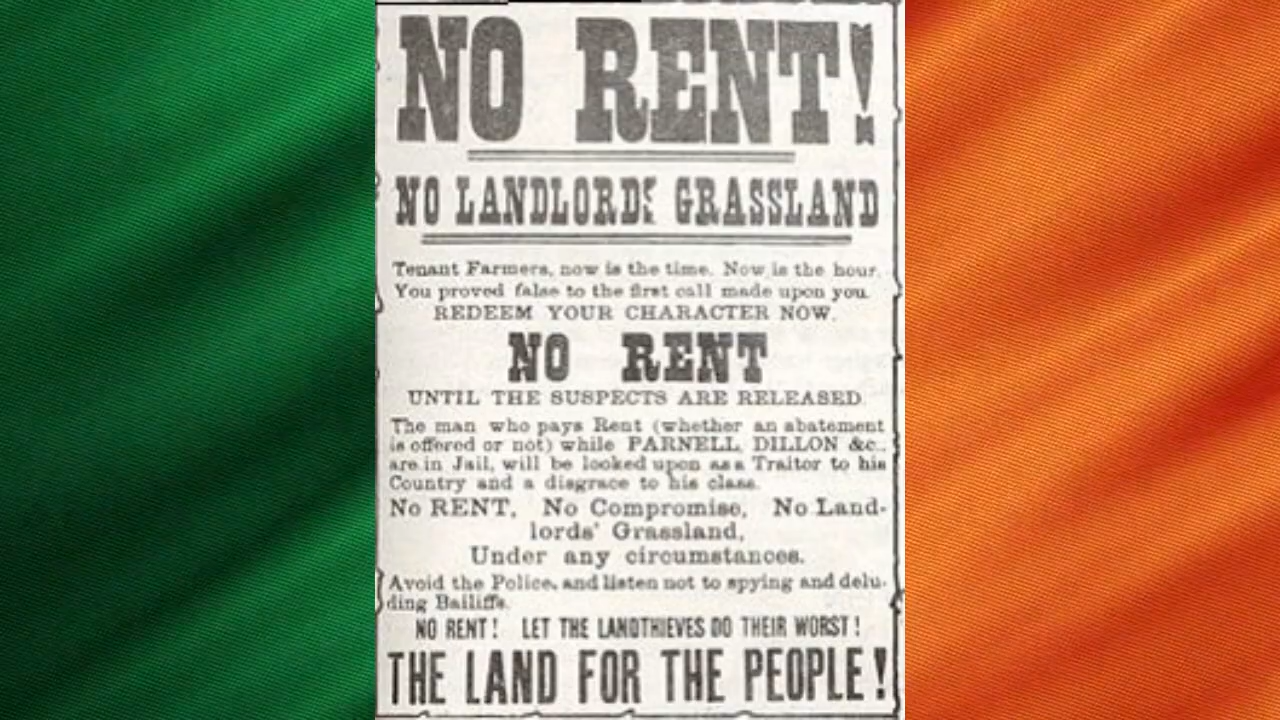 NO RENT!
NO LANDLORDS' GRASSLAND
Tenant Farmers, now is the time. Now is the hour.
You proved false to the first call made upon you.
REDEEM YOUR CHARACTER NOW.
NO RENT
UNTIL THE SUSPECTS ARE RELEASED.
The man who pays Rent (whether an abatement
is offered or not) while PARNELL, DILLON &c.,
are in Jail, will be looked upon as a Traitor to his
Country and a disgrace to his class.
No RENT, No Compromise, No Land-
lords' Grassland,
Under any circumstances.
Avoid the Police, and listen not to spying and delu-
ding Bailiffs.
NO RENT! LET THE LANDTHIEVES DO THEIR WORST!
THE LAND FOR THE PEOPLE!